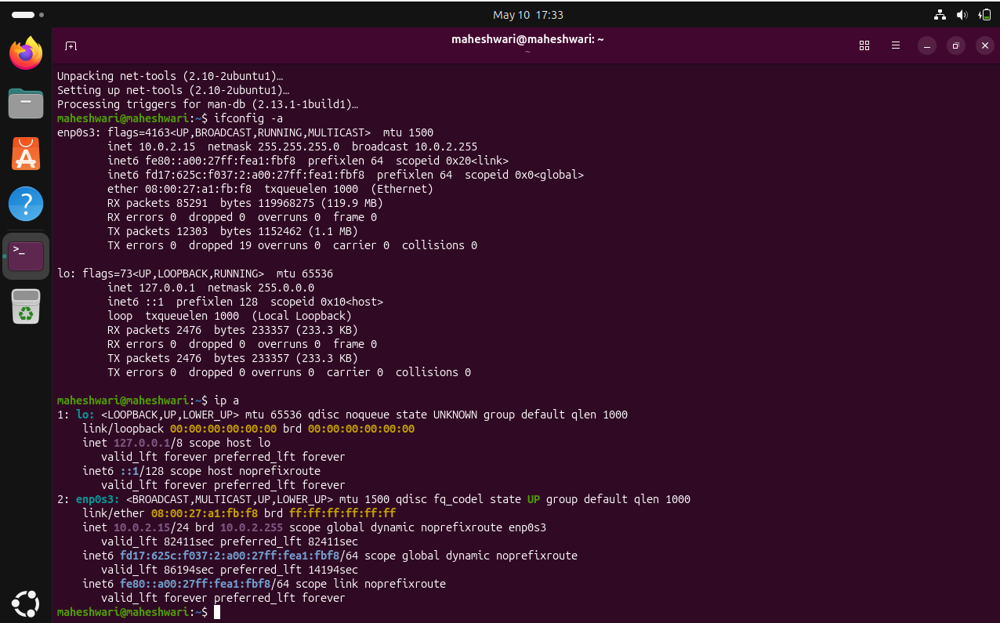 May 10 17:33
maheshwari@maheshwari: ~
~
Unpacking net-tools (2.10-2ubuntu1)…
Setting up net-tools (2.10-2ubuntu1)…
Processing triggers for man-db (2.13.1-1build1)…
maheshwari@maheshwari:~$ ifconfig -a
enp0s3: flags=4163<UP,BROADCAST,RUNNING,MULTICAST>  mtu 1500
        inet 10.0.2.15  netmask 255.255.255.0  broadcast 10.0.2.255
        inet6 fe80::a00:27ff:fea1:fbf8  prefixlen 64  scopeid 0x20<link>
        inet6 fd17:625c:f037:2:a00:27ff:fea1:fbf8  prefixlen 64  scopeid 0x0<global>
        ether 08:00:27:a1:fb:f8  txqueuelen 1000  (Ethernet)
        RX packets 85291  bytes 119968275 (119.9 MB)
        RX errors 0  dropped 0  overruns 0  frame 0
        TX packets 12303  bytes 1152462 (1.1 MB)
        TX errors 0  dropped 19 overruns 0  carrier 0  collisions 0

lo: flags=73<UP,LOOPBACK,RUNNING>  mtu 65536
        inet 127.0.0.1  netmask 255.0.0.0
        inet6 ::1  prefixlen 128  scopeid 0x10<host>
        loop  txqueuelen 1000  (Local Loopback)
        RX packets 2476  bytes 233357 (233.3 KB)
        RX errors 0  dropped 0  overruns 0  frame 0
        TX packets 2476  bytes 233357 (233.3 KB)
        TX errors 0  dropped 0 overruns 0  carrier 0  collisions 0

maheshwari@maheshwari:~$ ip a
1: lo: <LOOPBACK,UP,LOWER_UP> mtu 65536 qdisc noqueue state UNKNOWN group default qlen 1000
    link/loopback 00:00:00:00:00:00 brd 00:00:00:00:00:00
    inet 127.0.0.1/8 scope host lo
       valid_lft forever preferred_lft forever
    inet6 ::1/128 scope host noprefixroute
       valid_lft forever preferred_lft forever
2: enp0s3: <BROADCAST,MULTICAST,UP,LOWER_UP> mtu 1500 qdisc fq_codel state UP group default qlen 1000
    link/ether 08:00:27:a1:fb:f8 brd ff:ff:ff:ff:ff:ff
    inet 10.0.2.15/24 brd 10.0.2.255 scope global dynamic noprefixroute enp0s3
       valid_lft 82411sec preferred_lft 82411sec
    inet6 fd17:625c:f037:2:a00:27ff:fea1:fbf8/64 scope global dynamic noprefixroute
       valid_lft 86194sec preferred_lft 14194sec
    inet6 fe80::a00:27ff:fea1:fbf8/64 scope link noprefixroute
       valid_lft forever preferred_lft forever
maheshwari@maheshwari:~$